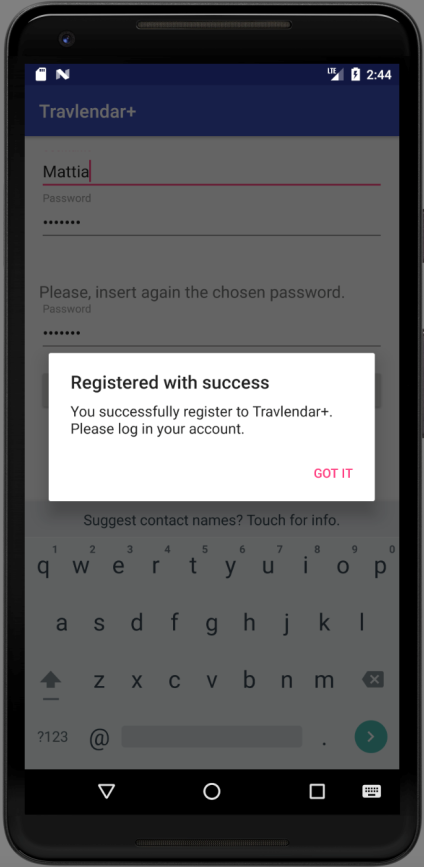 LTE 2:44
Travlendar+
Mattia
Password
•••••••
Please, insert again the chosen password.
Password
•••••••
Registered with success
You successfully register to Travlendar+.
Please log in your account.
GOT IT
Suggest contact names? Touch for info.
1 2 3 4 5 6 7 8 9 0
q w e r t y u i o p
a s d f g h j k l
z x c v b n m
?123 @ .